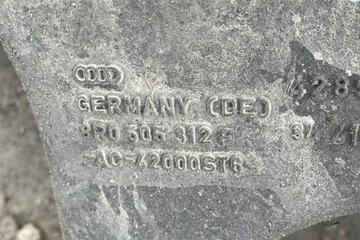 GERMANY (DE)
8R0 505 312 F
>AC-42000ST6<